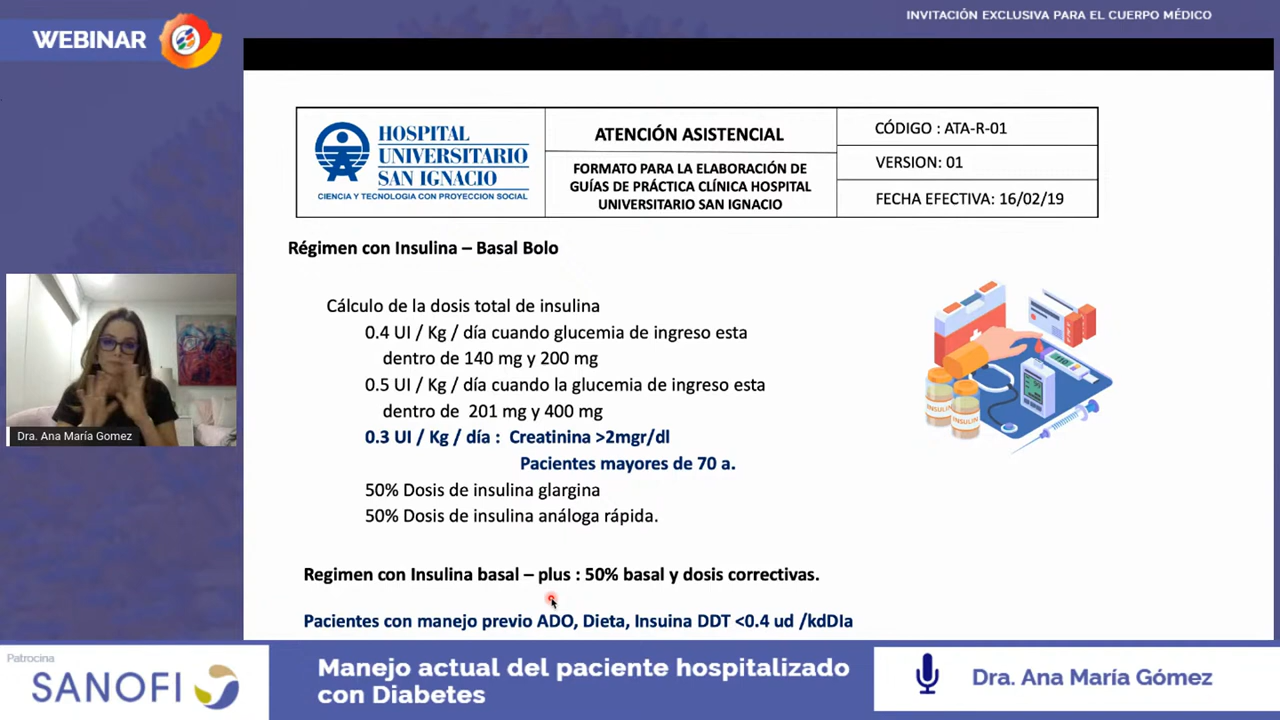 INVITACIÓN EXCLUSIVA PARA EL CUERPO MÉDICO
WEBINAR
HOSPITAL
UNIVERSITARIO
SAN IGNACIO
CIENCIA Y TECNOLOGIA CON PROYECCION SOCIAL
ATENCIÓN ASISTENCIAL
FORMATO PARA LA ELABORACIÓN DE
GUÍAS DE PRÁCTICA CLÍNICA HOSPITAL
UNIVERSITARIO SAN IGNACIO
CÓDIGO : ATA-R-01
VERSION: 01
FECHA EFECTIVA: 16/02/19
Régimen con Insulina – Basal Bolo
Cálculo de la dosis total de insulina
0.4 UI / Kg / día cuando glucemia de ingreso esta
dentro de 140 mg y 200 mg
0.5 UI / Kg / día cuando la glucemia de ingreso esta
dentro de 201 mg y 400 mg
0.3 UI / Kg / día : Creatinina >2mgr/dl
Pacientes mayores de 70 a.
50% Dosis de insulina glargina
50% Dosis de insulina análoga rápida.
INSULIN
INSULIN
Regimen con Insulina basal – plus : 50% basal y dosis correctivas.
Pacientes con manejo previo ADO, Dieta, Insuina DDT <0.4 ud /kdDIa
Dra. Ana María Gomez
Patrocina
SANOFI
Manejo actual del paciente hospitalizado
con Diabetes
Dra. Ana María Gómez